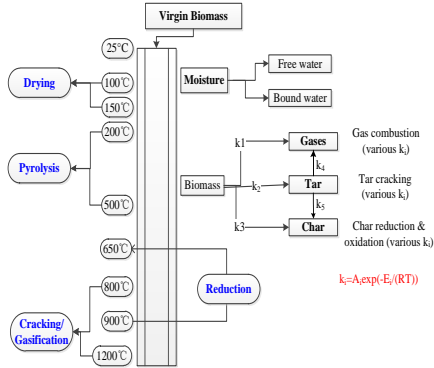 Virgin Biomass
25°C
Drying
100℃
150℃
Moisture
Free water
Bound water
200℃
Pyrolysis
500℃
Biomass
k1
k₂
k3
Gases
k₄
Tar
k₅
Char
Gas combustion
(various kᵢ)
Tar cracking
(various kᵢ)
Char reduction &
oxidation (various kᵢ)
kᵢ=Aᵢexp(-Eᵢ/(RT))
650℃
800℃
Reduction
900℃
Cracking/
Gasification
1200℃